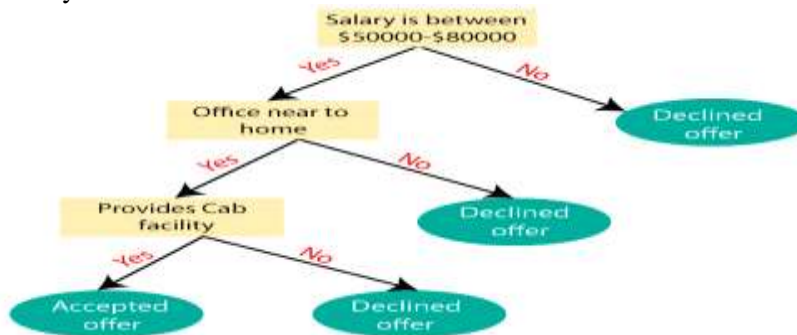 Salary is between
$50000-$80000
Yes
No
Office near to
home
Declined
offer
Yes
No
Provides Cab
facility
Declined
offer
Yes
No
Accepted
offer
Declined
offer